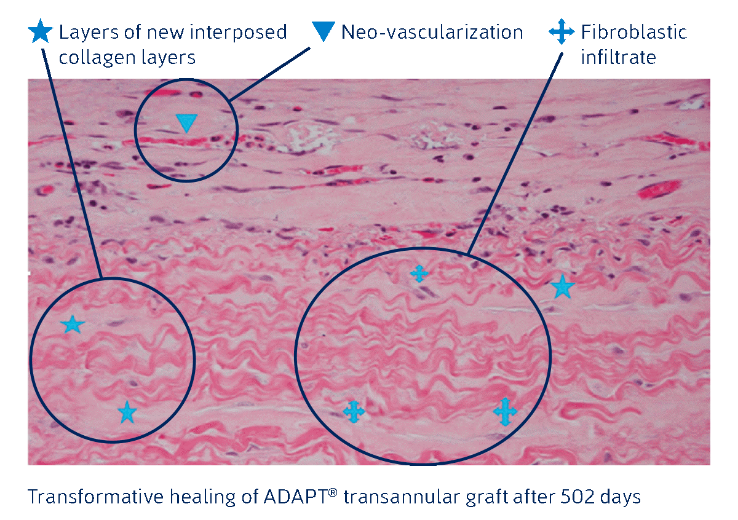 Layers of new interposed
collagen layers
Neo-vascularization
Fibroblastic
infiltrate
Transformative healing of ADAPT® transannular graft after 502 days